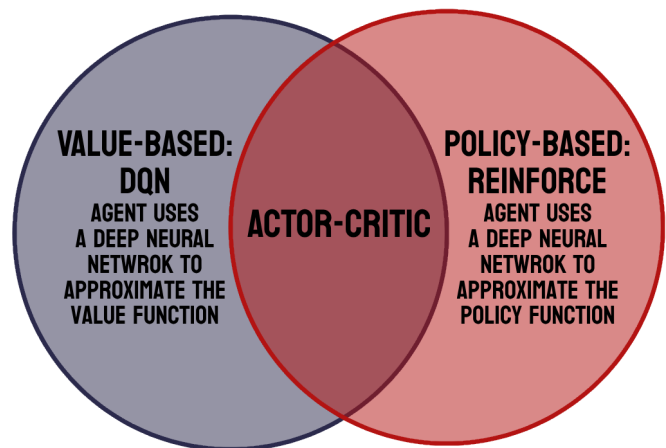 VALUE-BASED:
DQN
AGENT USES
A DEEP NEURAL
NETWROK TO
APPROXIMATE THE
VALUE FUNCTION
ACTOR-CRITIC
POLICY-BASED:
REINFORCE
AGENT USES
A DEEP NEURAL
NETWROK TO
APPROXIMATE THE
POLICY FUNCTION